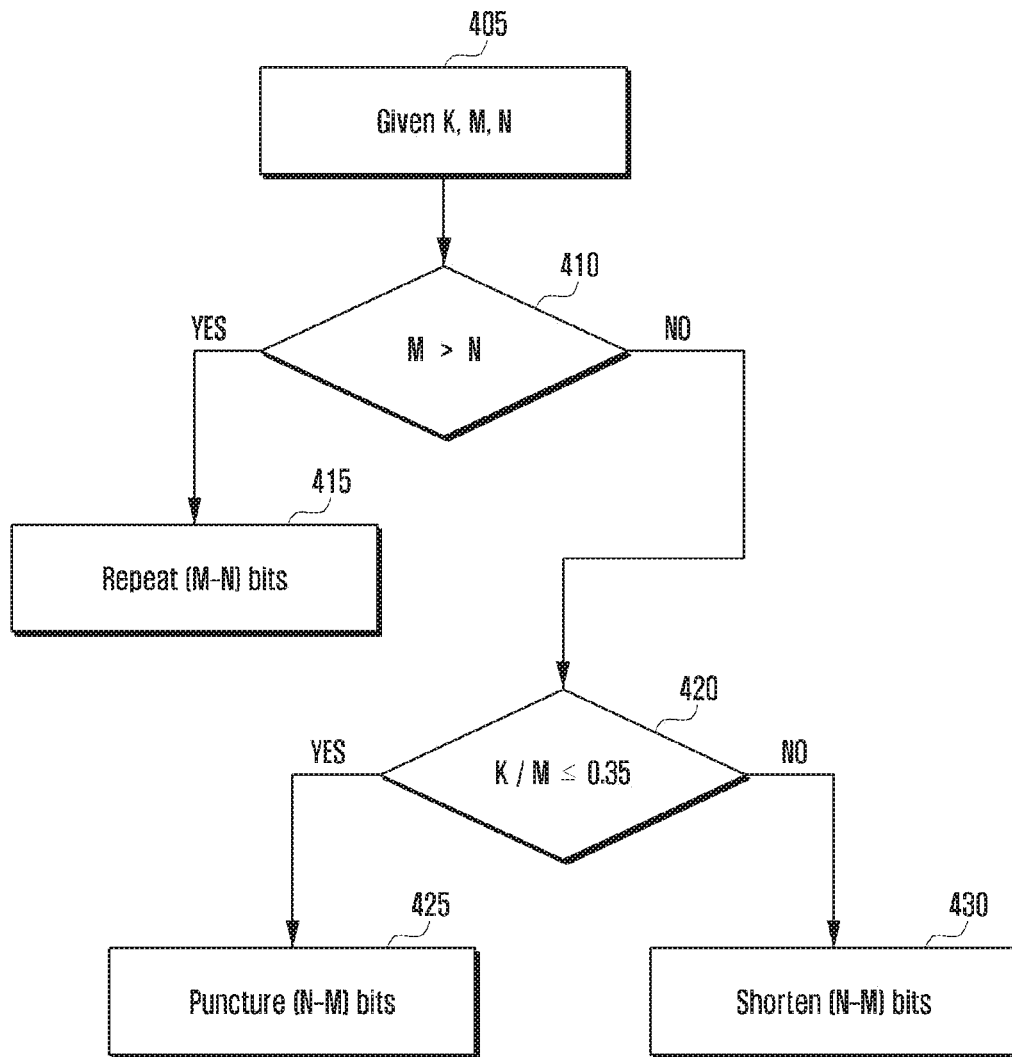 405
Given K, M, N
410
YES
M > N
NO
415
Repeat (M-N) bits
420
YES
K / M ≤ 0.35
NO
425
Puncture (N-M) bits
430
Shorten (N-M) bits